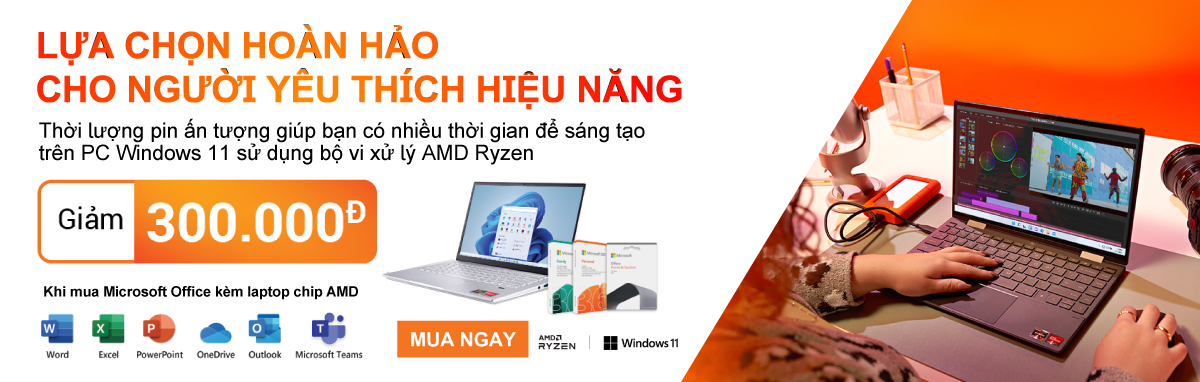 LỰA CHỌN HOÀN HẢO
CHO NGƯỜI YÊU THÍCH HIỆU NĂNG
Thời lượng pin ấn tượng giúp bạn có nhiều thời gian để sáng tạo
trên PC Windows 11 sử dụng bộ vi xử lý AMD Ryzen
Giảm 300.000Đ
Khi mua Microsoft Office kèm laptop chip AMD
Word Excel PowerPoint OneDrive Outlook Microsoft Teams
MUA NGAY
AMD RYZEN
Windows 11